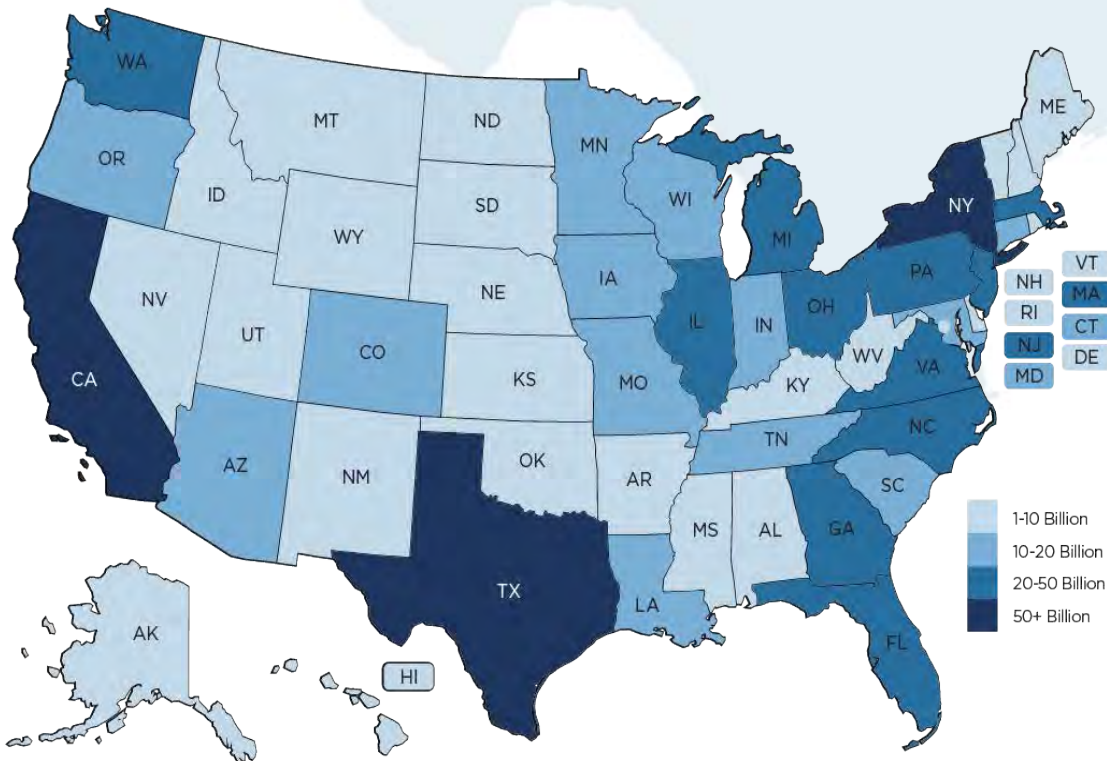 WA
MT
ND
MN
ME
OR
ID
SD
WI
NY
WY
MI
NV
NE
IA
PA
VT
NH
MA
UT
CO
IL
IN
OH
RI
CT
NJ
DE
CA
KS
MO
WV
VA
MD
KY
NC
AZ
NM
OK
AR
TN
SC
MS
AL
GA
1-10 Billion
10-20 Billion
20-50 Billion
50+ Billion
TX
LA
FL
AK
HI